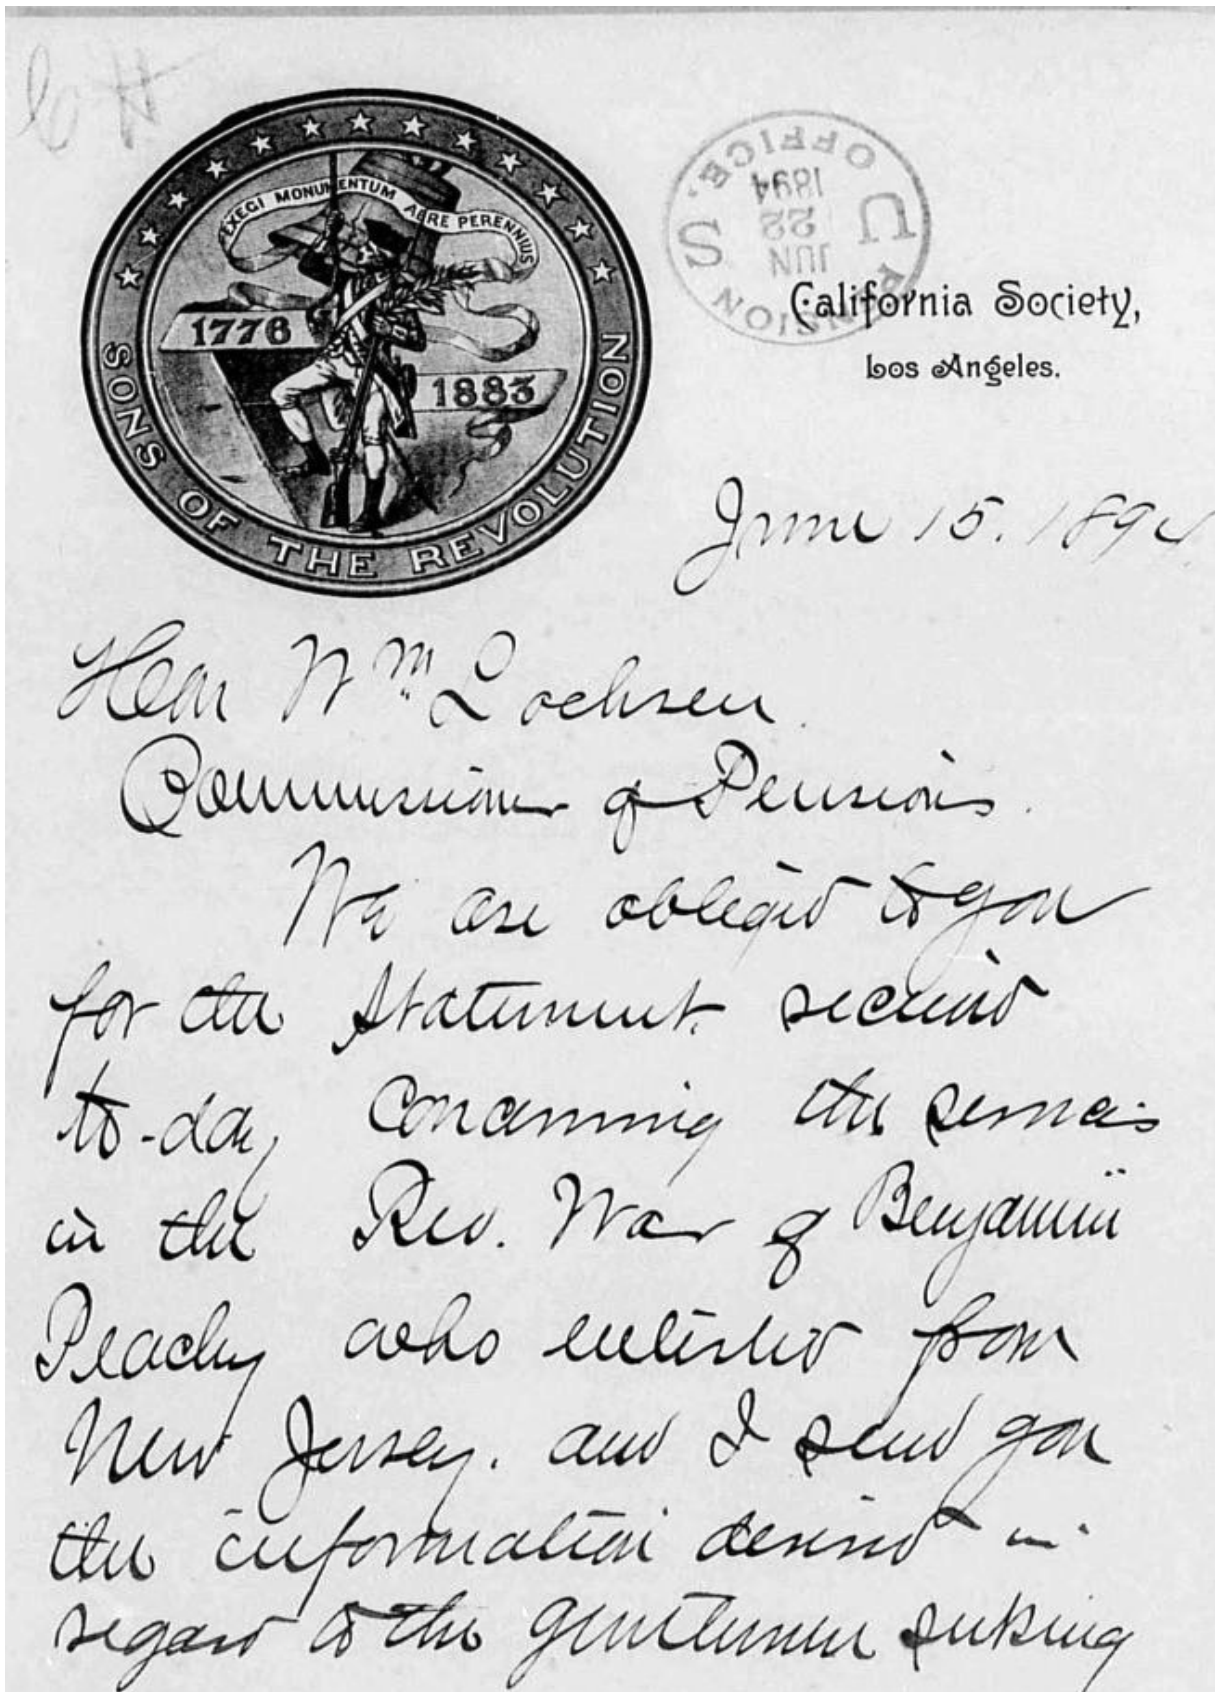 EXEGI MONUMENTUM AERE PERENNIUS
1776
1883
SONS OF THE REVOLUTION
U.S. PENSION OFFICE.
JUN
22
1894
California Society,
Los Angeles.
June 15. 1894
Hon Wm Lochren
Commissioner of Pensions.
We are obliged to you
for the statement received
to-day concerning the services
in the Rev. War of Benjamin
Peachy who enlisted from
New Jersey. and I send you
the information desired in
regard to the gentlemen seeking